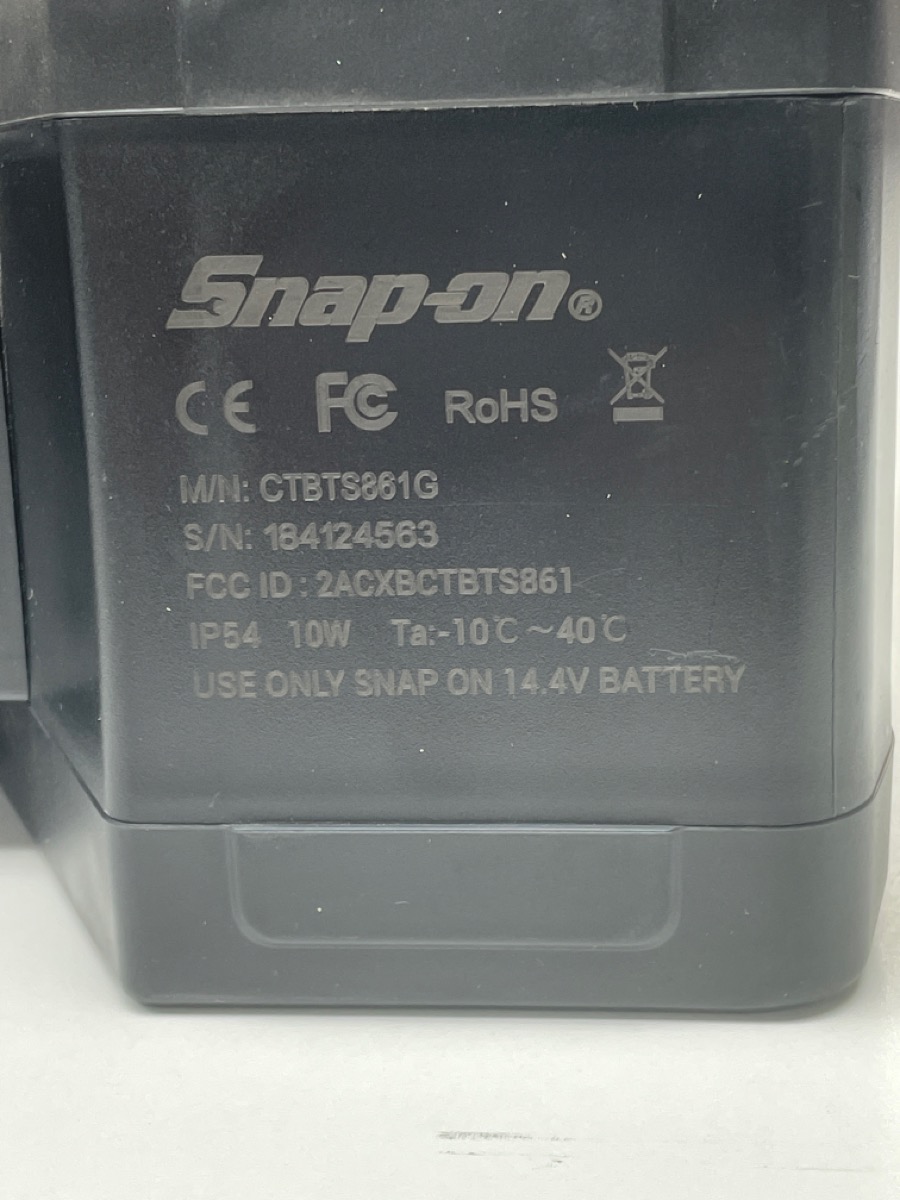 Snap-on®
CE FC RoHS
M/N: CTBTS861G
S/N: 184124563
FCC ID : 2ACXBCTBTS861
IP54 10W Ta:-10℃ ~40℃
USE ONLY SNAP ON 14.4V BATTERY